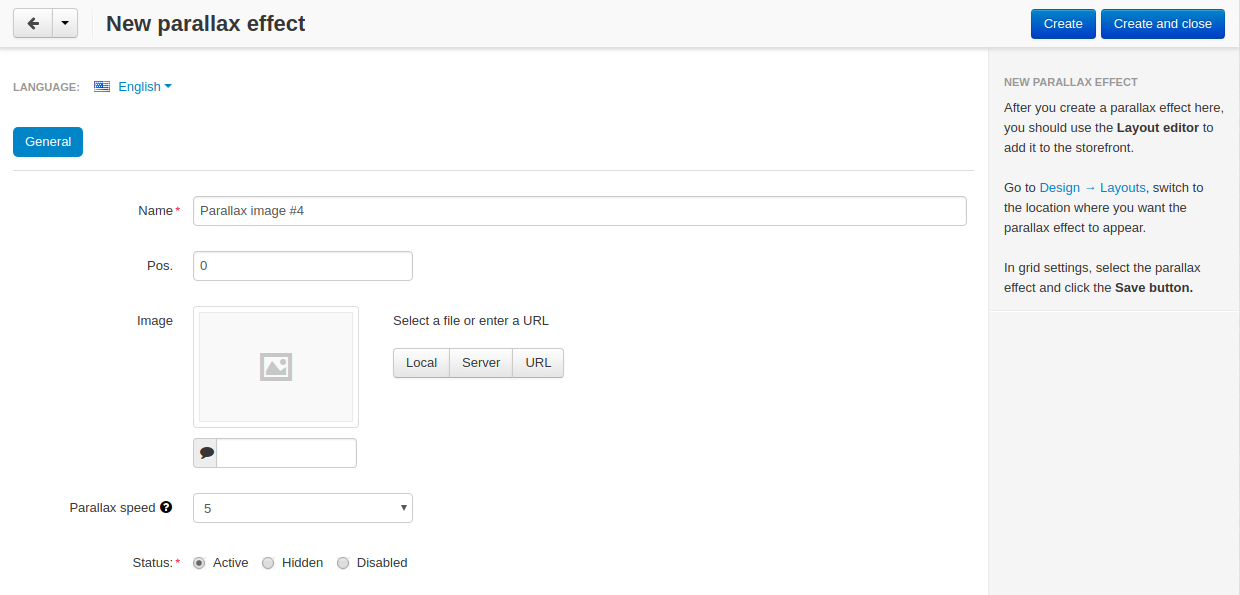 New parallax effect
Create
Create and close
LANGUAGE: English
General
Name*
Parallax image #4
Pos.
0
Image
Select a file or enter a URL
Local
Server
URL
Parallax speed ?
5
Status:*
Active
Hidden
Disabled
NEW PARALLAX EFFECT
After you create a parallax effect here,
you should use the Layout editor to
add it to the storefront.
Go to Design → Layouts, switch to
the location where you want the
parallax effect to appear.
In grid settings, select the parallax
effect and click the Save button.